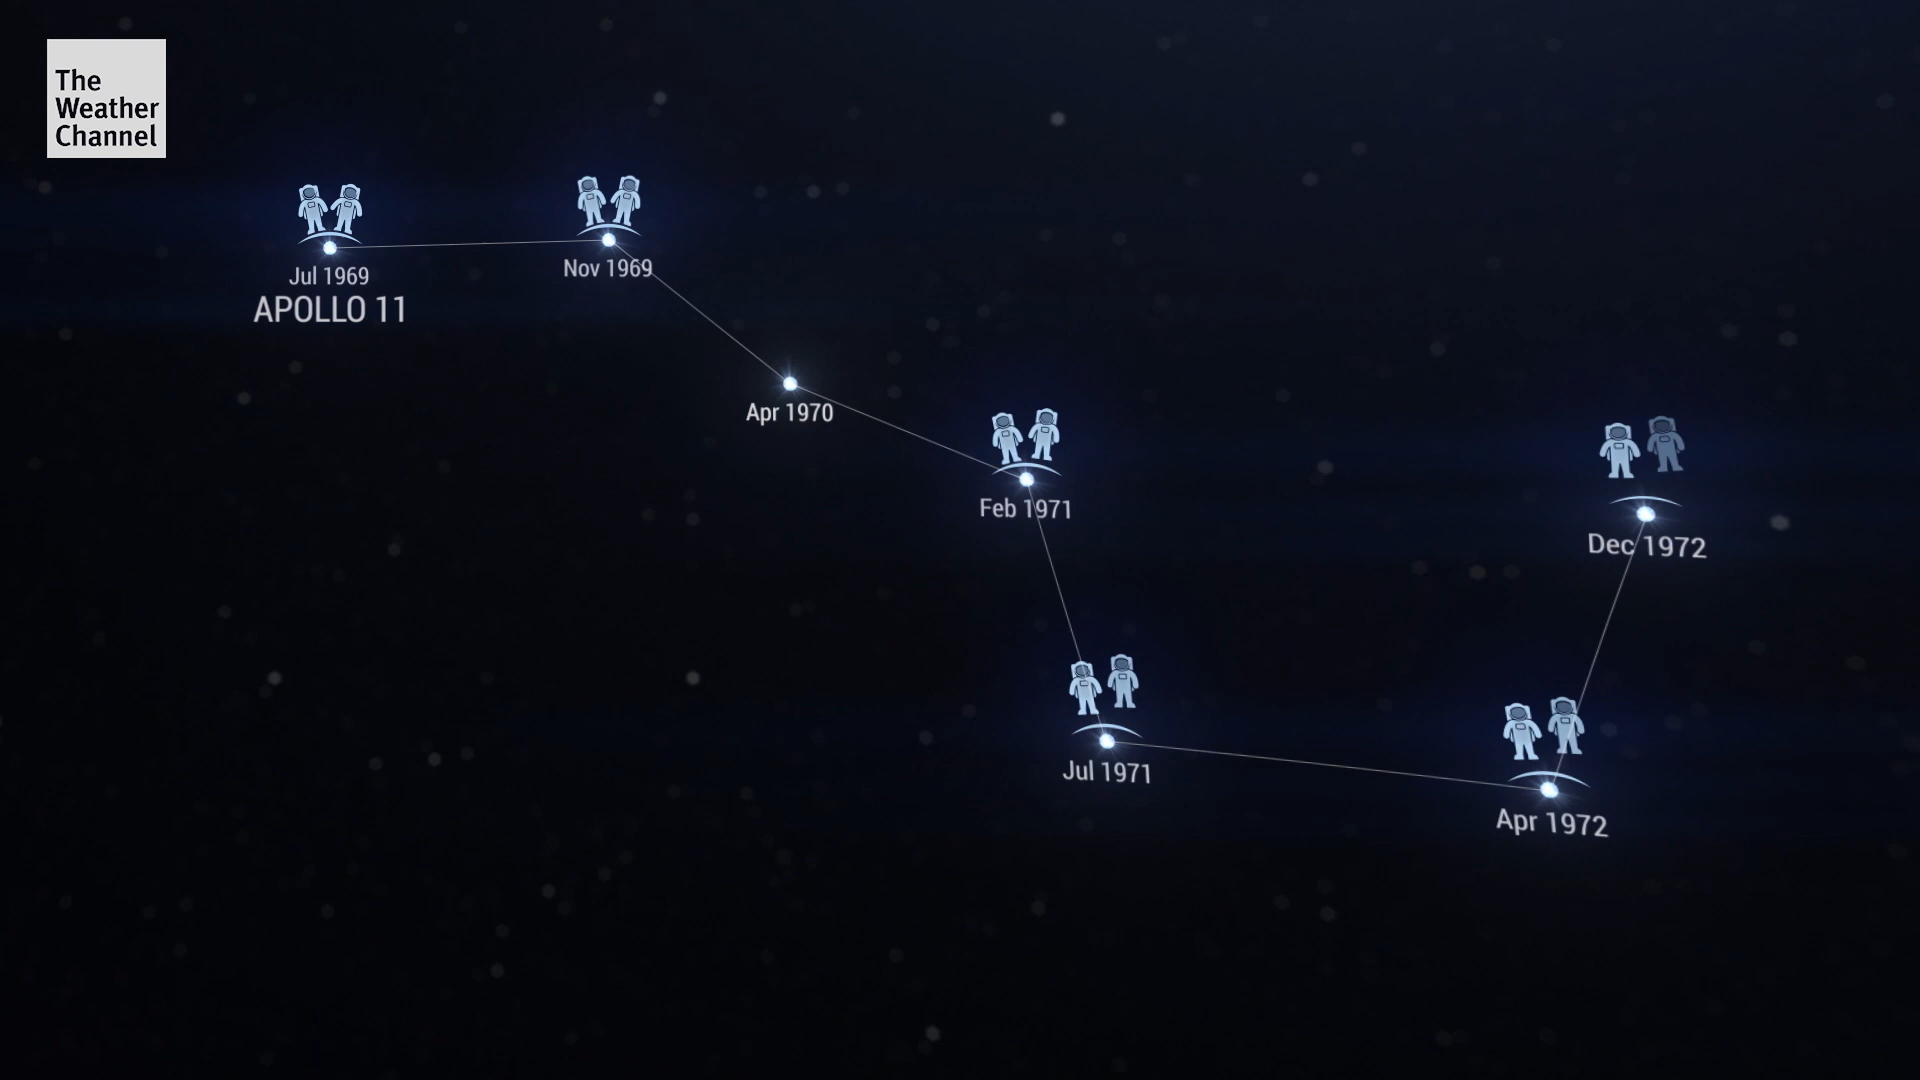 The
Weather
Channel
Jul 1969
APOLLO 11
Nov 1969
Apr 1970
Feb 1971
Jul 1971
Apr 1972
Dec 1972